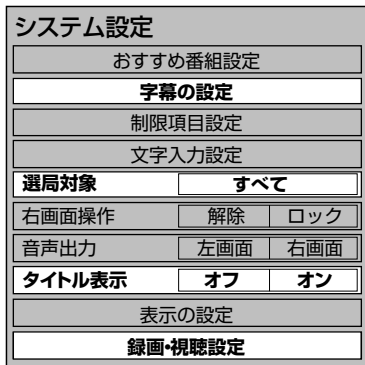 システム設定
おすすめ番組設定
字幕の設定
制限項目設定
文字入力設定
選局対象 すべて
右画面操作 解除 ロック
音声出力 左画面 右画面
タイトル表示 オフ オン
表示の設定
録画・視聴設定